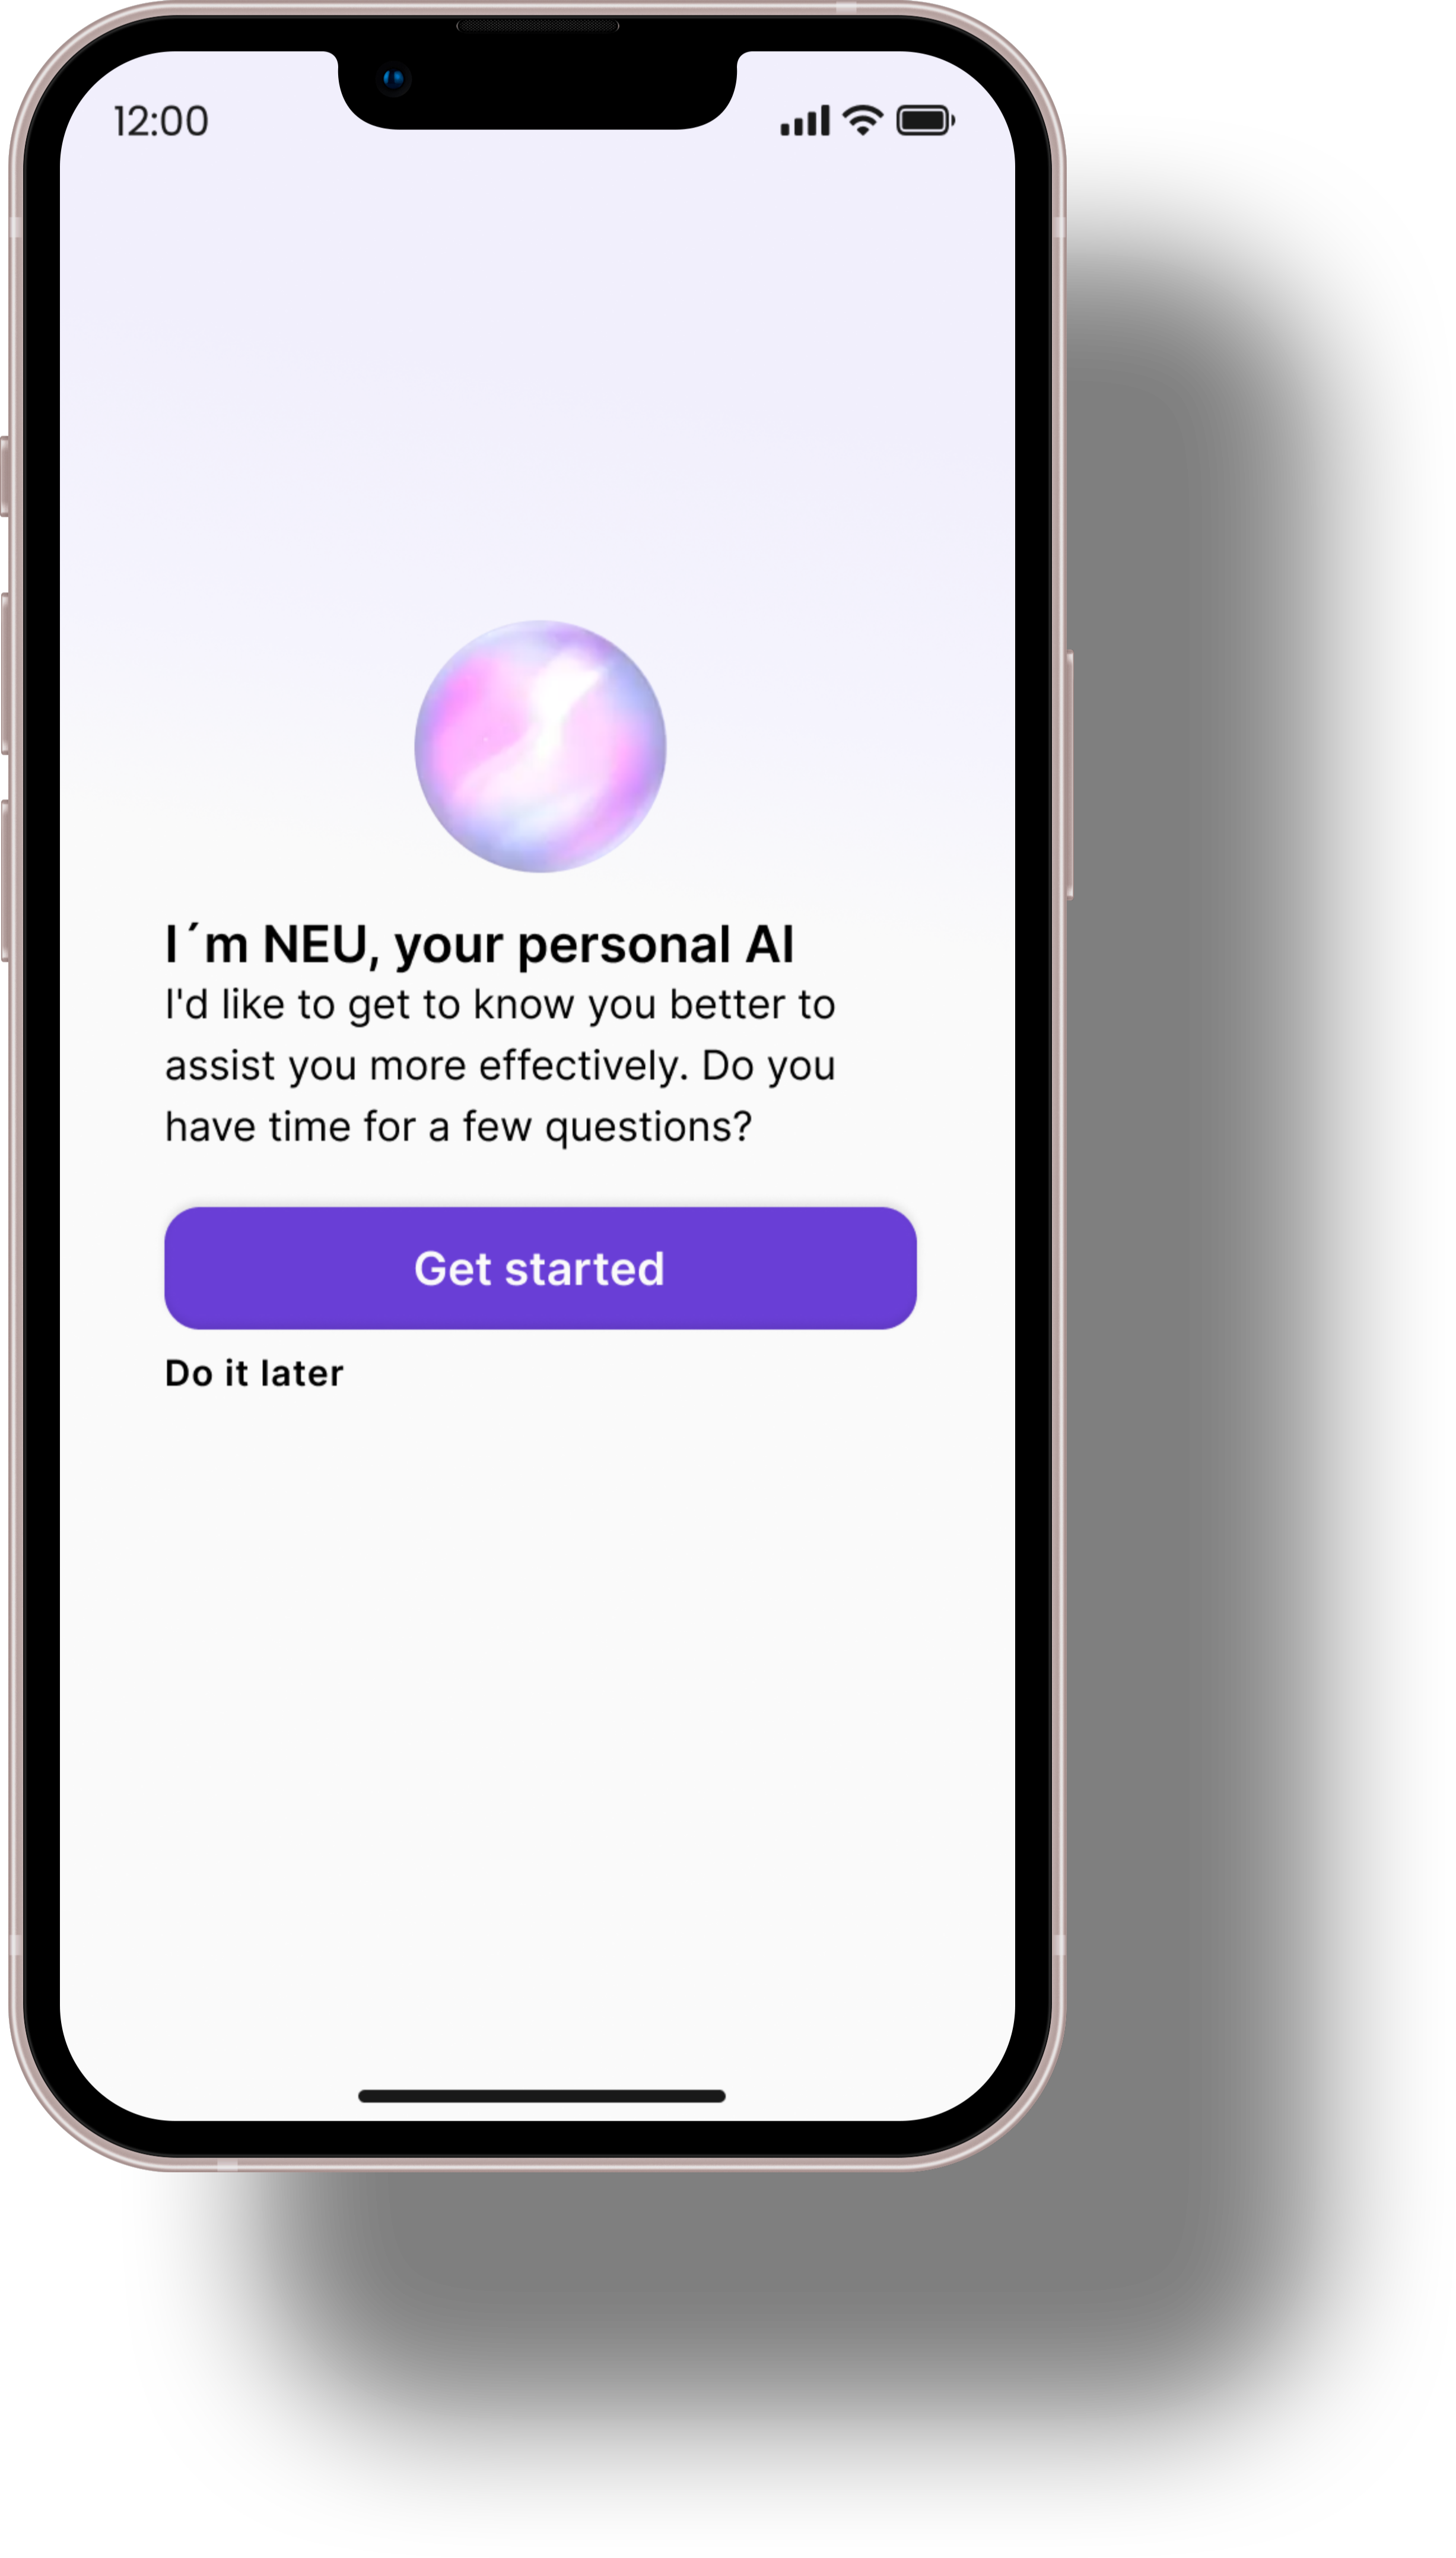 12:00
I´m NEU, your personal AI
I'd like to get to know you better to
assist you more effectively. Do you
have time for a few questions?
Get started
Do it later